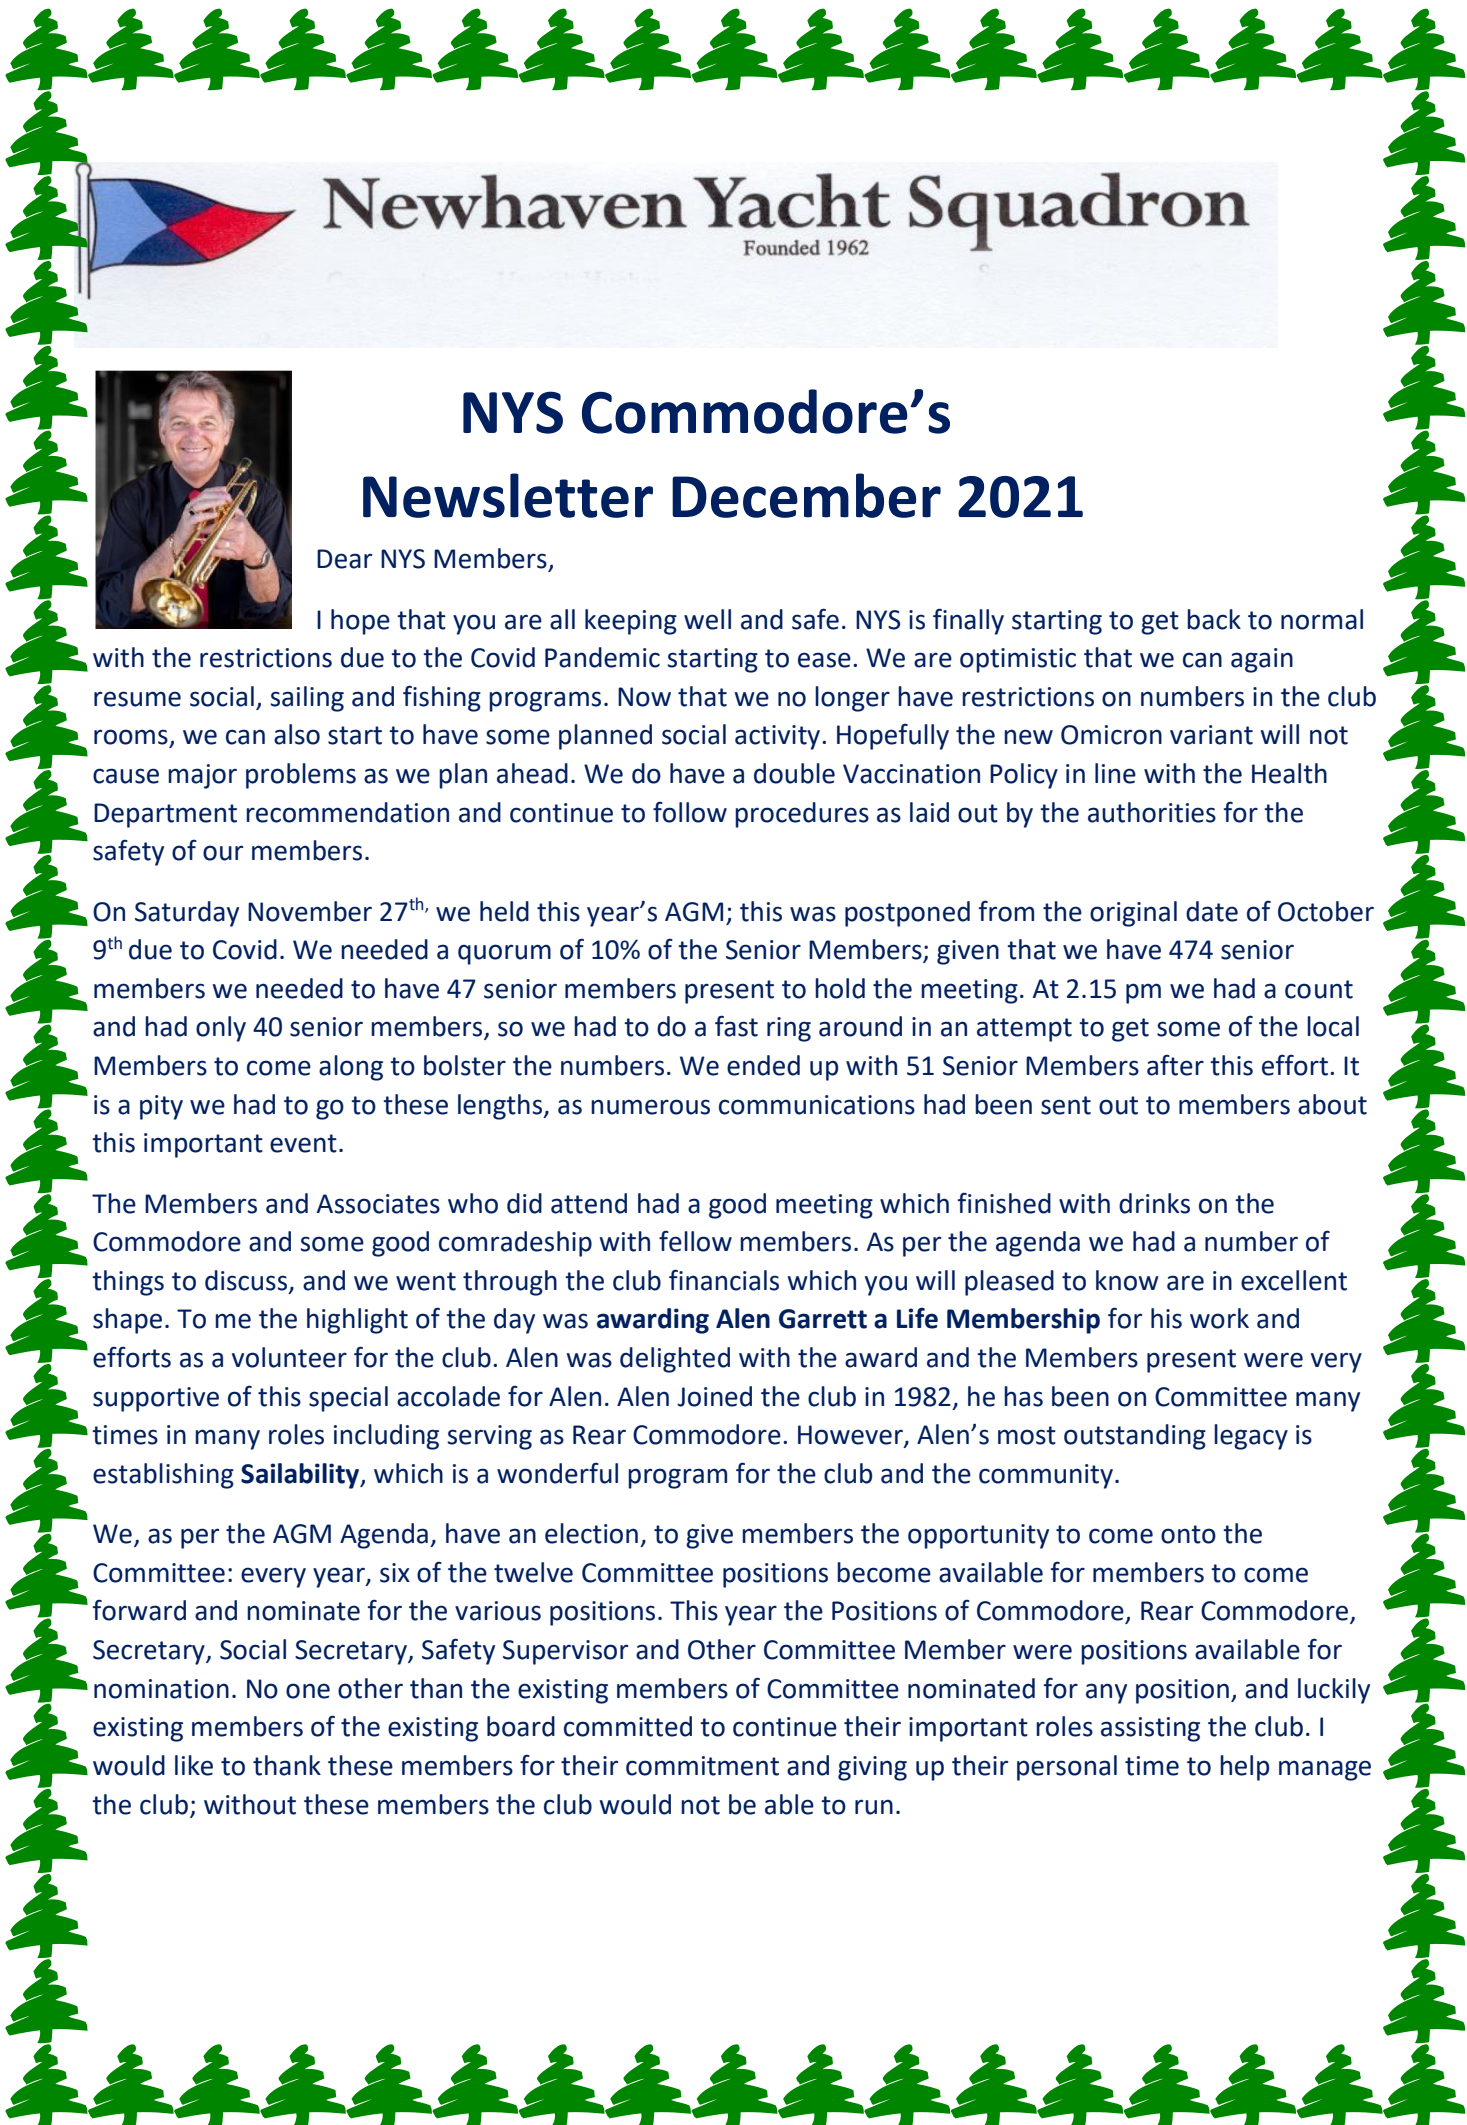 Newhaven Yacht Squadron
Founded 1962
NYS Commodore’s
Newsletter December 2021
Dear NYS Members,
I hope that you are all keeping well and safe. NYS is finally starting to get back to normal
with the restrictions due to the Covid Pandemic starting to ease. We are optimistic that we can again
resume social, sailing and fishing programs. Now that we no longer have restrictions on numbers in the club
rooms, we can also start to have some planned social activity. Hopefully the new Omicron variant will not
cause major problems as we plan ahead. We do have a double Vaccination Policy in line with the Health
Department recommendation and continue to follow procedures as laid out by the authorities for the
safety of our members.
On Saturday November 27th, we held this year’s AGM; this was postponed from the original date of October
9th due to Covid. We needed a quorum of 10% of the Senior Members; given that we have 474 senior
members we needed to have 47 senior members present to hold the meeting. At 2.15 pm we had a count
and had only 40 senior members, so we had to do a fast ring around in an attempt to get some of the local
Members to come along to bolster the numbers. We ended up with 51 Senior Members after this effort. It
is a pity we had to go to these lengths, as numerous communications had been sent out to members about
this important event.
The Members and Associates who did attend had a good meeting which finished with drinks on the
Commodore and some good comradeship with fellow members. As per the agenda we had a number of
things to discuss, and we went through the club financials which you will pleased to know are in excellent
shape. To me the highlight of the day was awarding Alen Garrett a Life Membership for his work and
efforts as a volunteer for the club. Alen was delighted with the award and the Members present were very
supportive of this special accolade for Alen. Alen Joined the club in 1982, he has been on Committee many
times in many roles including serving as Rear Commodore. However, Alen’s most outstanding legacy is
establishing Sailability, which is a wonderful program for the club and the community.
We, as per the AGM Agenda, have an election, to give members the opportunity to come onto the
Committee: every year, six of the twelve Committee positions become available for members to come
forward and nominate for the various positions. This year the Positions of Commodore, Rear Commodore,
Secretary, Social Secretary, Safety Supervisor and Other Committee Member were positions available for
nomination. No one other than the existing members of Committee nominated for any position, and luckily
existing members of the existing board committed to continue their important roles assisting the club. I
would like to thank these members for their commitment and giving up their personal time to help manage
the club; without these members the club would not be able to run.